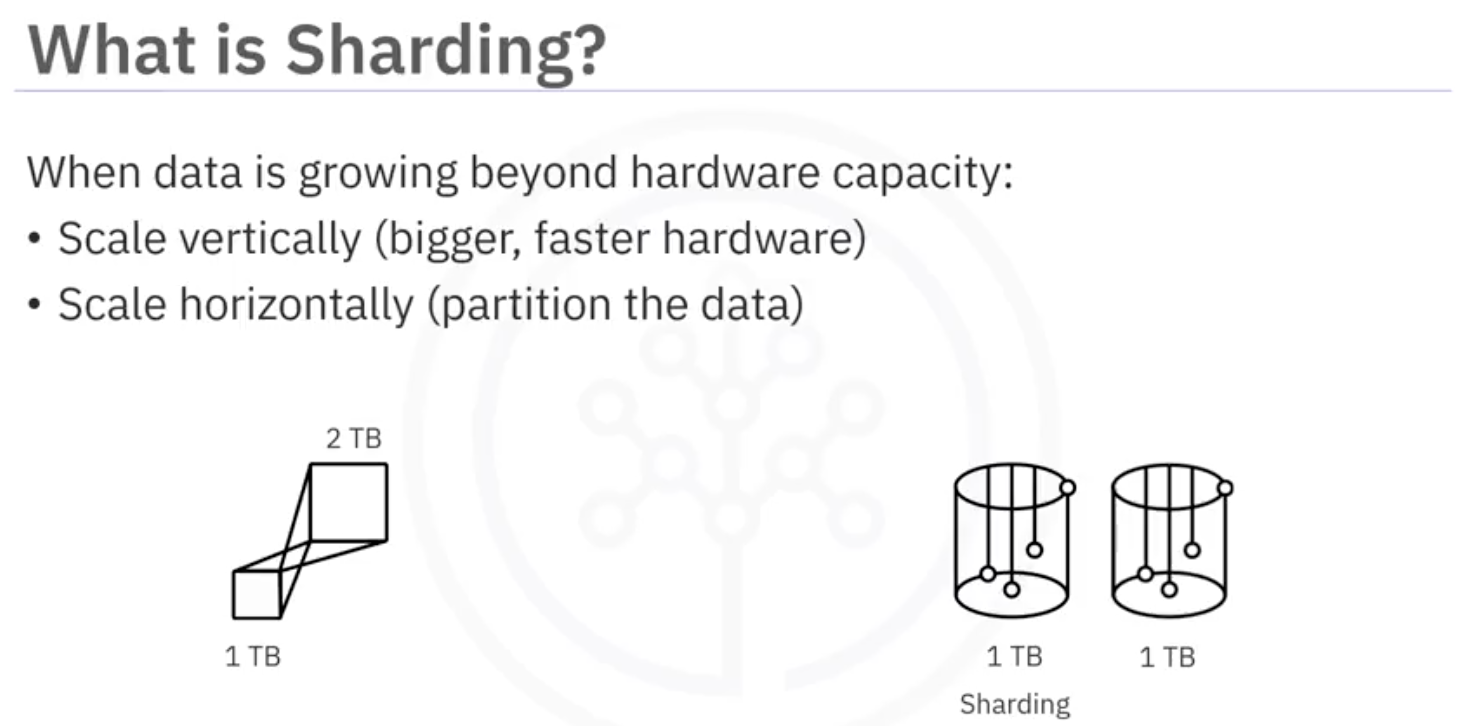 What is Sharding?
When data is growing beyond hardware capacity:
• Scale vertically (bigger, faster hardware)
• Scale horizontally (partition the data)
2 TB
1 TB
1 TB
1 TB
Sharding